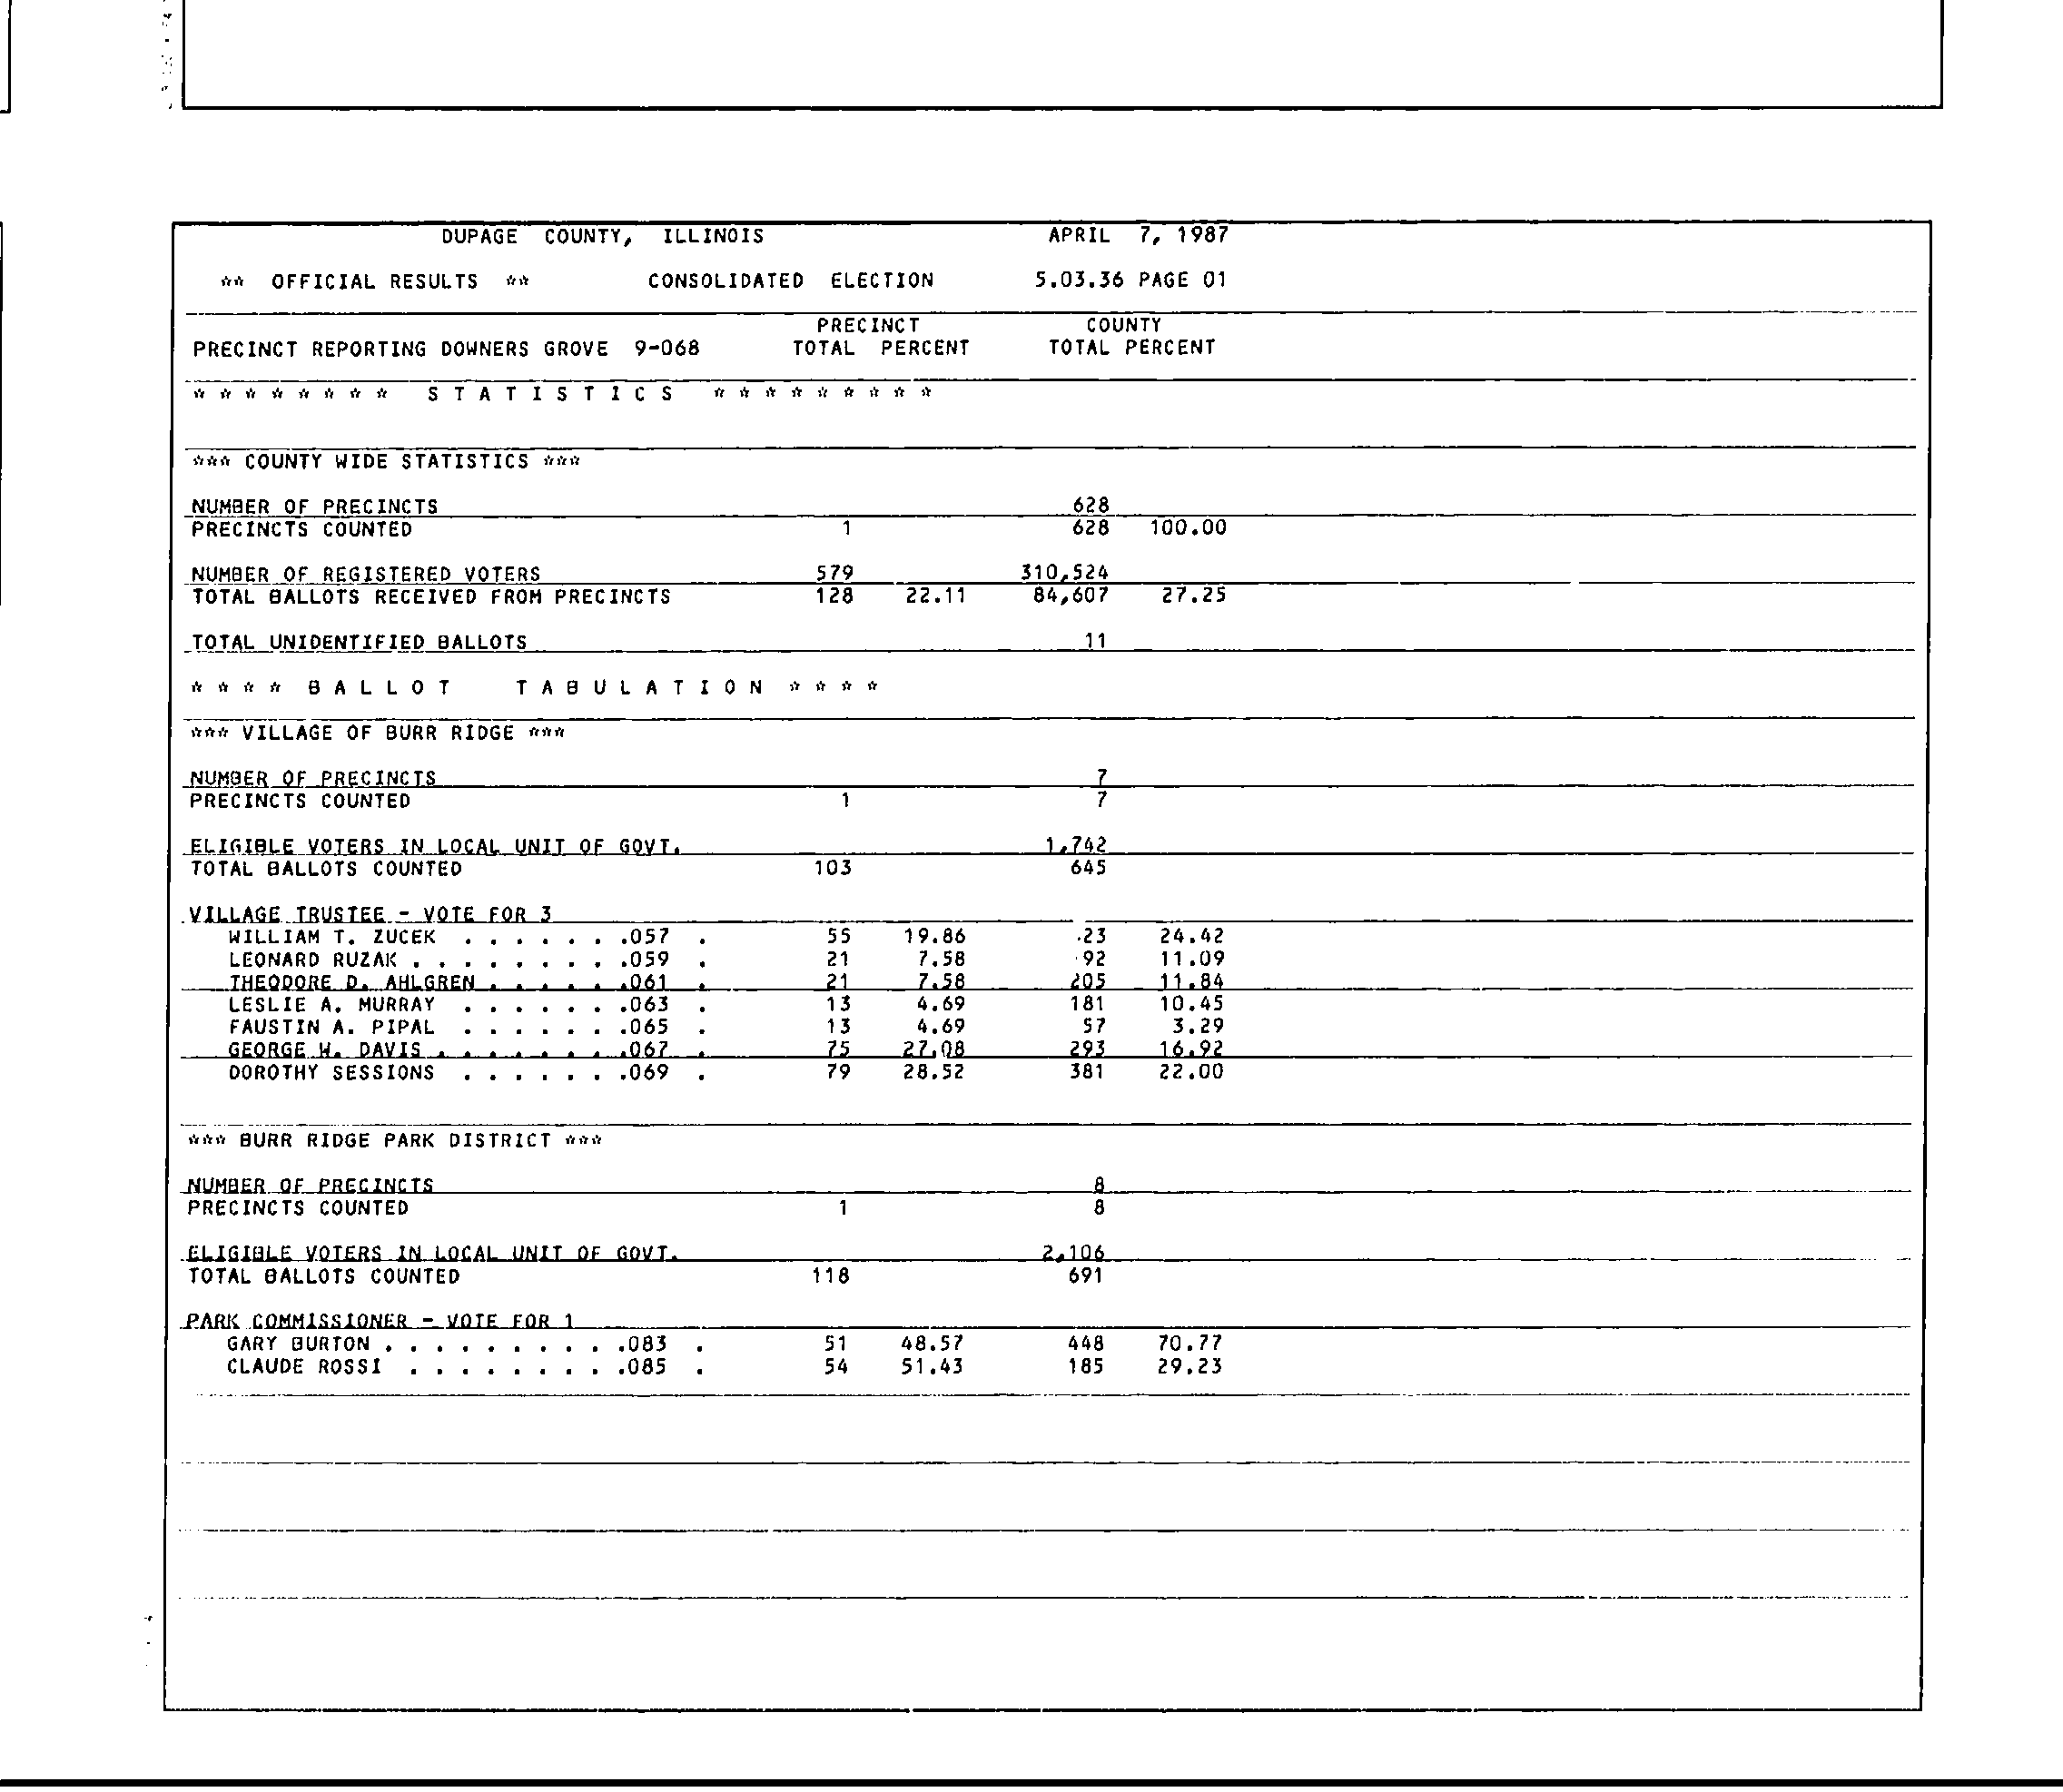 DUPAGE COUNTY, ILLINOIS APRIL 7, 1987
** OFFICIAL RESULTS ** CONSOLIDATED ELECTION 5.03.36 PAGE 01
PRECINCT COUNTY
PRECINCT REPORTING DOWNERS GROVE 9-068 TOTAL PERCENT TOTAL PERCENT
* * * * * * * * S T A T I S T I C S * * * * * * * * *
*** COUNTY WIDE STATISTICS ***
NUMBER OF PRECINCTS 628
PRECINCTS COUNTED 1 628 100.00
NUMBER OF REGISTERED VOTERS 579 310,524
TOTAL BALLOTS RECEIVED FROM PRECINCTS 128 22.11 84,607 27.25
TOTAL UNIDENTIFIED BALLOTS 11
* * * * B A L L O T T A B U L A T I O N * * * *
*** VILLAGE OF BURR RIDGE ***
NUMBER OF PRECINCTS 7
PRECINCTS COUNTED 1 7
ELIGIBLE VOTERS IN LOCAL UNIT OF GOVT. 1,742
TOTAL BALLOTS COUNTED 103 645
VILLAGE TRUSTEE - VOTE FOR 3
WILLIAM T. ZUCEK . . . . . . .057 . 55 19.86 23 24.42
LEONARD RUZAK . . . . . . . . .059 . 21 7.58 92 11.09
THEODORE D. AHLGREN . . . . . .061 . 21 7.58 205 11.84
LESLIE A. MURRAY . . . . . . .063 . 13 4.69 181 10.45
FAUSTIN A. PIPAL . . . . . . .065 . 13 4.69 57 3.29
GEORGE W. DAVIS . . . . . . . .067 . 75 27.08 293 16.92
DOROTHY SESSIONS . . . . . . .069 . 79 28.52 381 22.00
*** BURR RIDGE PARK DISTRICT ***
NUMBER OF PRECINCTS 8
PRECINCTS COUNTED 1 8
ELIGIBLE VOTERS IN LOCAL UNIT OF GOVT. 2,106
TOTAL BALLOTS COUNTED 118 691
PARK COMMISSIONER - VOTE FOR 1
GARY BURTON . . . . . . . . . .083 . 51 48.57 448 70.77
CLAUDE ROSSI . . . . . . . . .085 . 54 51.43 185 29.23